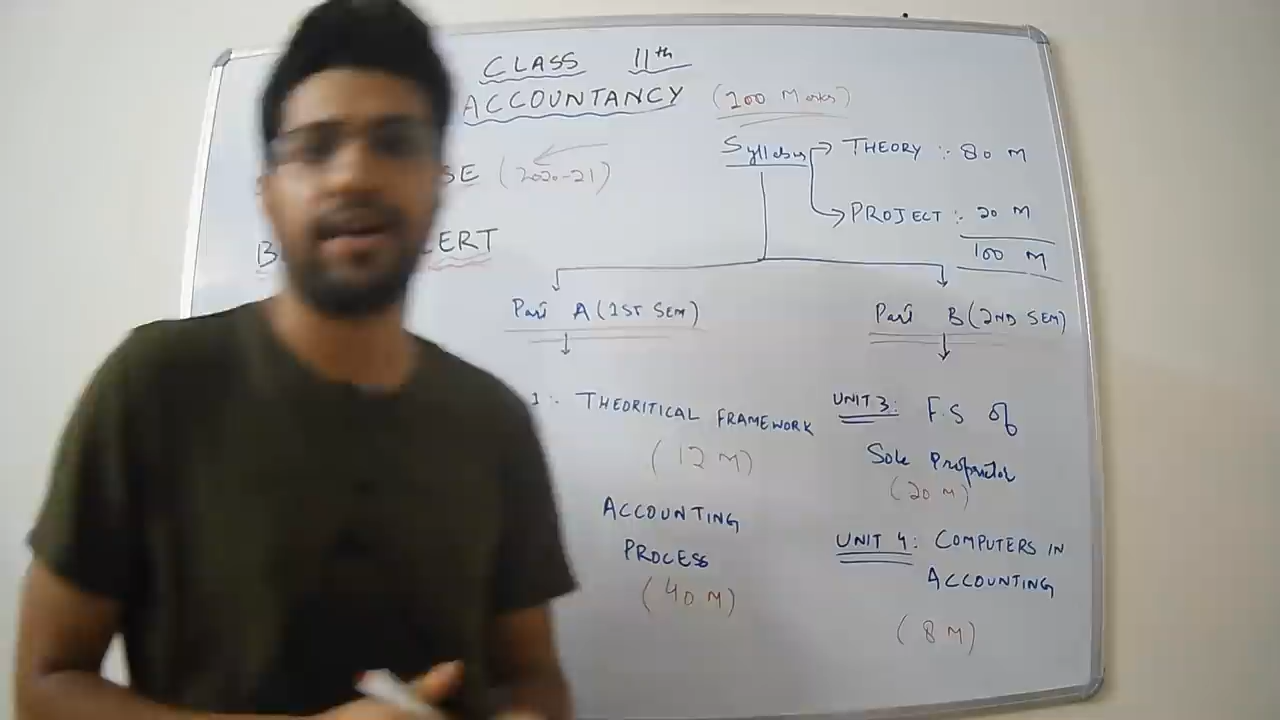 CLASS 11th
ACCOUNTANCY (100 Marks)
SE (2020-21)
B ERT
Syllabus → THEORY :- 80 M
→ PROJECT :- 20 M
100 M
Part A (1ST SEM)
1 :- THEORITICAL FRAMEWORK
(12 M)
ACCOUNTING
PROCESS
(40 M)
Part B (2ND SEM)
UNIT 3: F.S of
Sole Proprietor
(20 M)
UNIT 4: COMPUTERS IN
ACCOUNTING
(8 M)